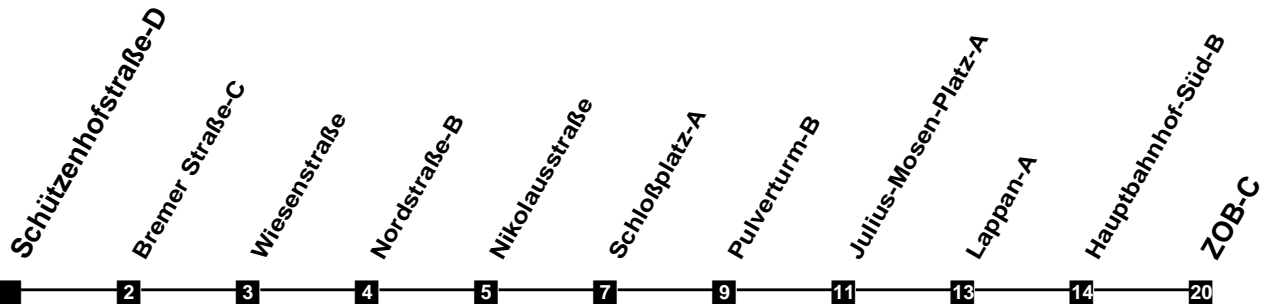 Schützenhofstraße-D
Bremer Straße-C
Wiesenstraße
Nordstraße-B
Nikolausstraße
Schloßplatz-A
Pulverturm-B
Julius-Mosen-Platz-A
Lappan-A
Hauptbahnhof-Süd-B
ZOB-C
2 3 4 5 7 9 11 13 14 20